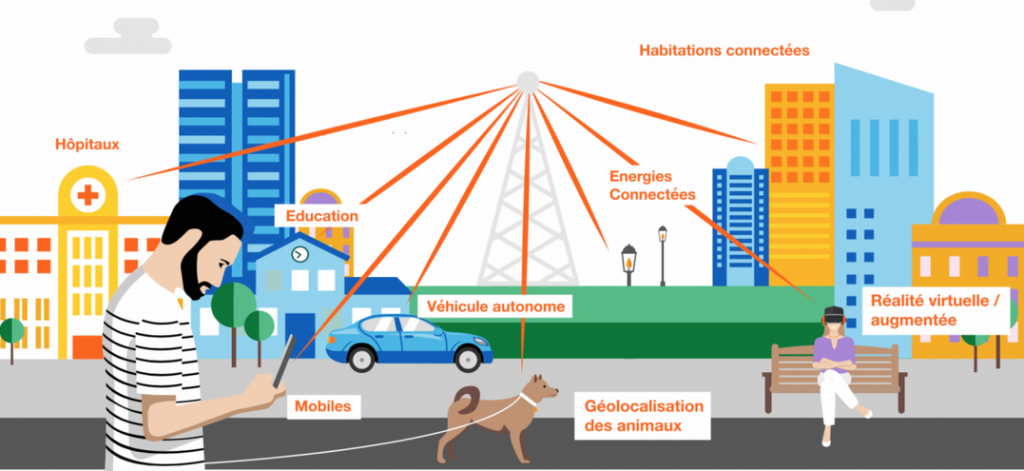 Habitations connectées
Hôpitaux
Energies
Connectées
Education
Véhicule autonome
Réalité virtuelle /
augmentée
Mobiles
Géolocalisation
des animaux